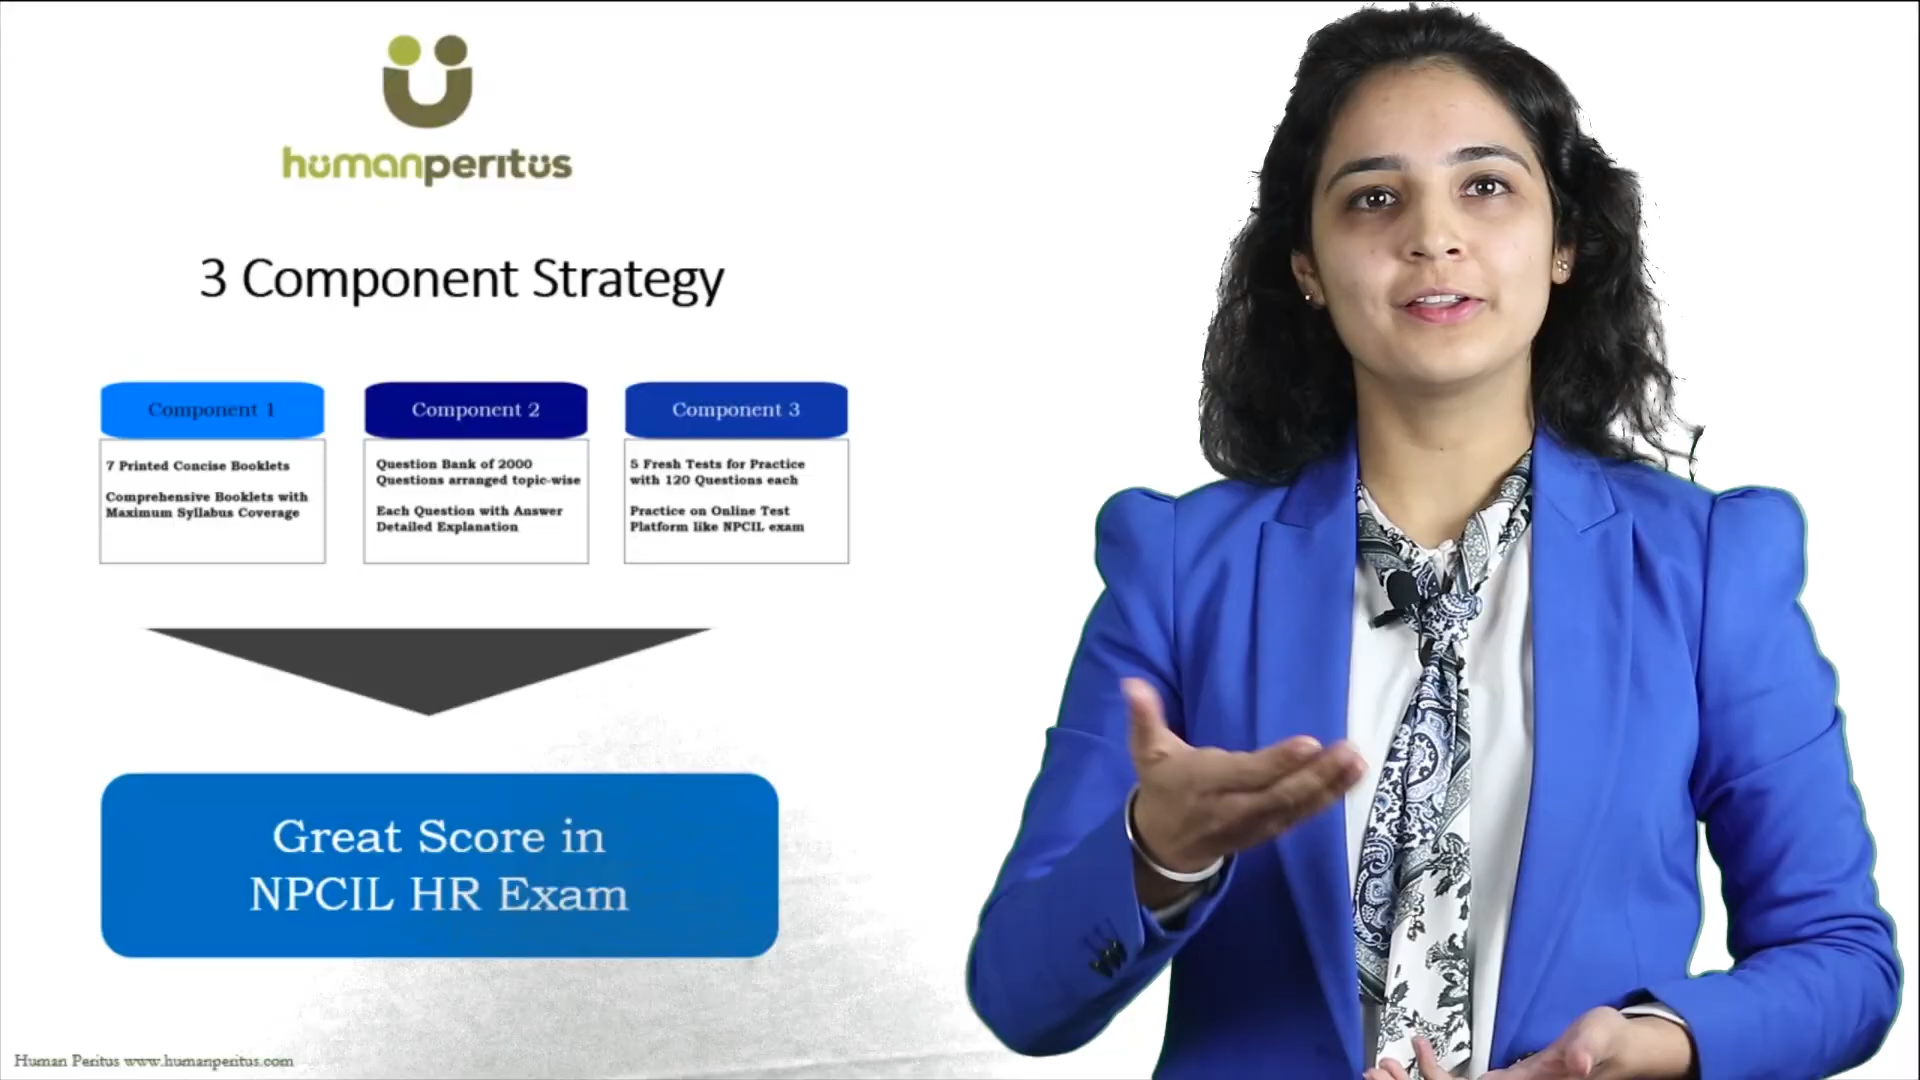 humanperitus
3 Component Strategy
Component 1
7 Printed Concise Booklets
Comprehensive Booklets with
Maximum Syllabus Coverage
Component 2
Question Bank of 2000
Questions arranged topic-wise
Each Question with Answer
Detailed Explanation
Component 3
5 Fresh Tests for Practice
with 120 Questions each
Practice on Online Test
Platform like NPCIL exam
Great Score in
NPCIL HR Exam
Human Peritus www.humanperitus.com